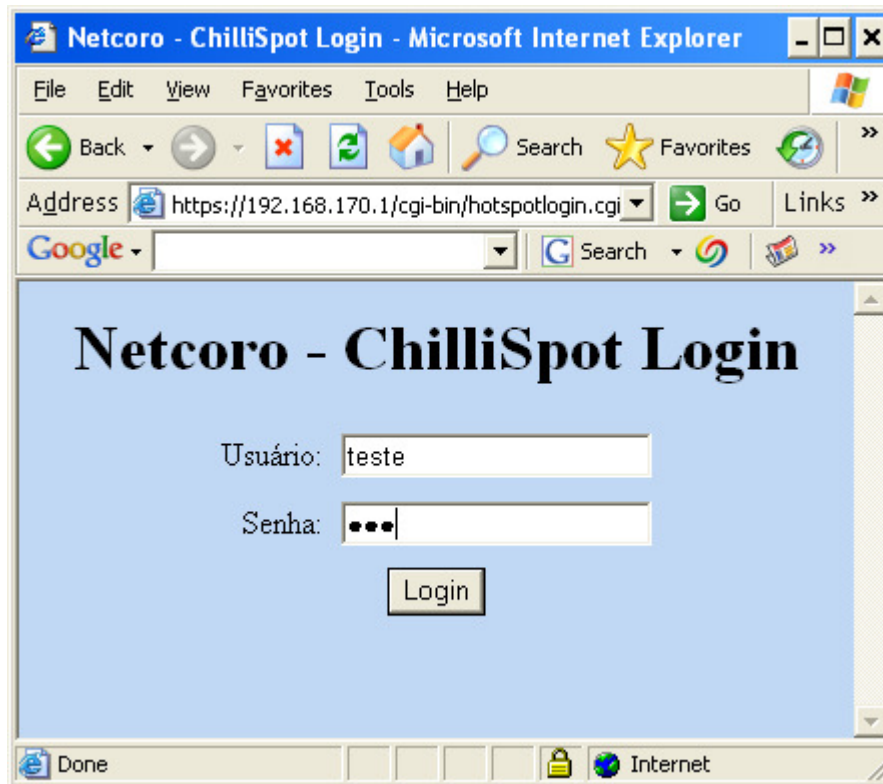 Netcoro - ChilliSpot Login - Microsoft Internet Explorer
File Edit View Favorites Tools Help
Back Search Favorites »
Address https://192.168.170.1/cgi-bin/hotspotlogin.cgi Go Links »
Google G Search »
Netcoro - ChilliSpot Login
Usuário: teste
Senha: •••
Login
Done Internet